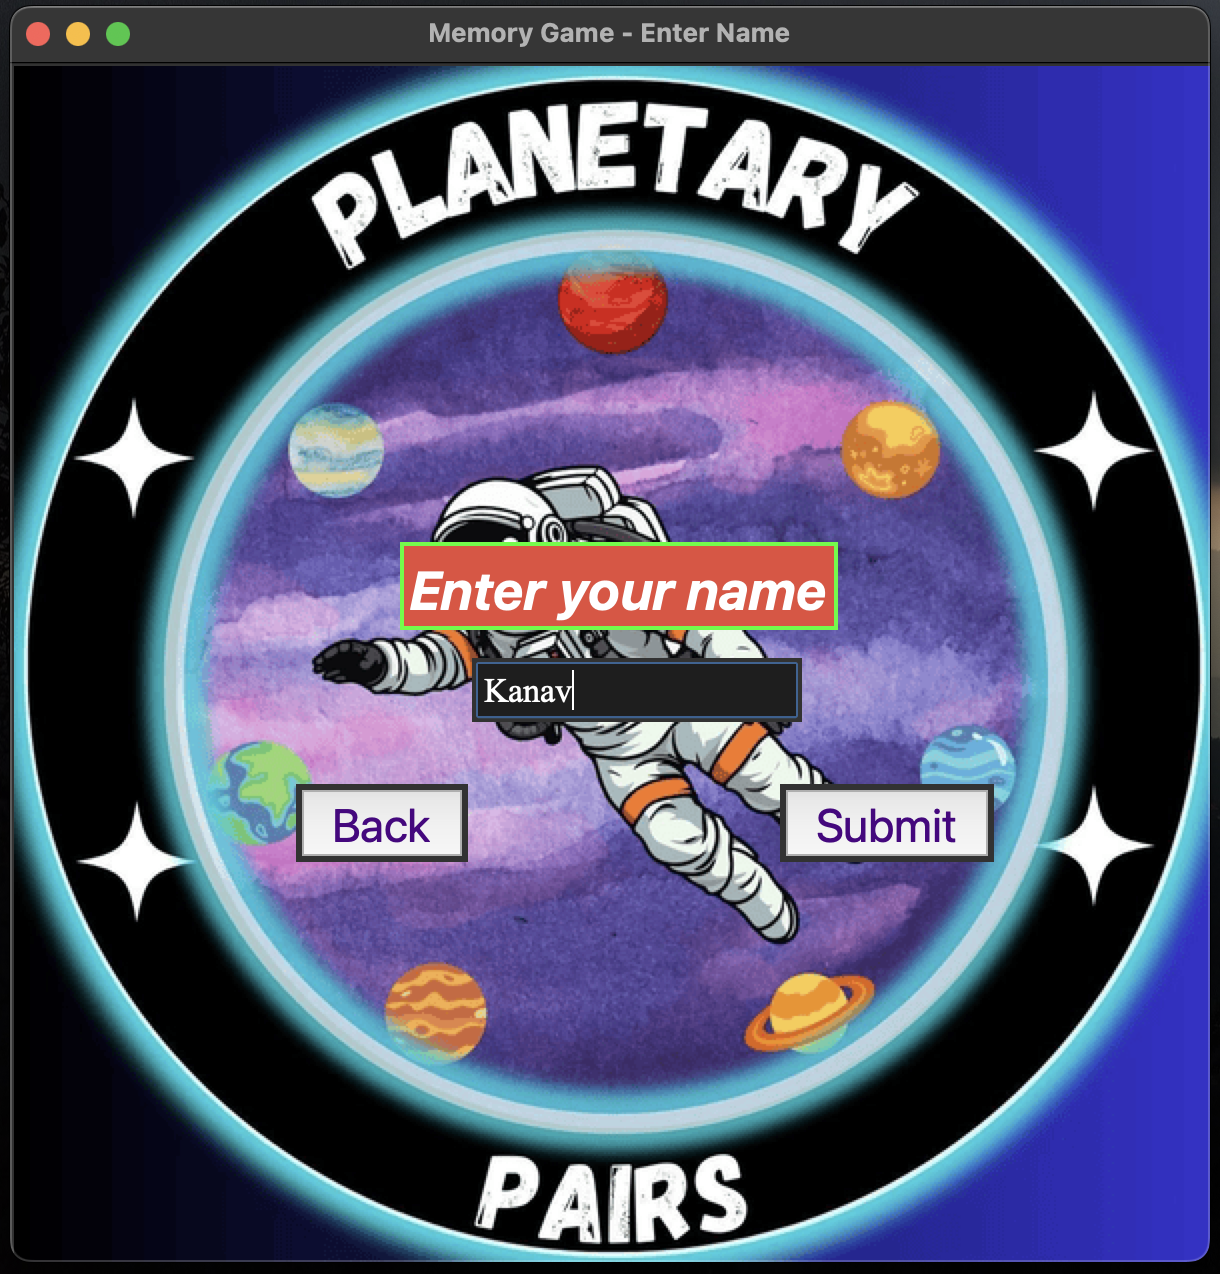 Memory Game - Enter Name
PLANETARY
Enter your name
Kanav
Back
Submit
PAIRS